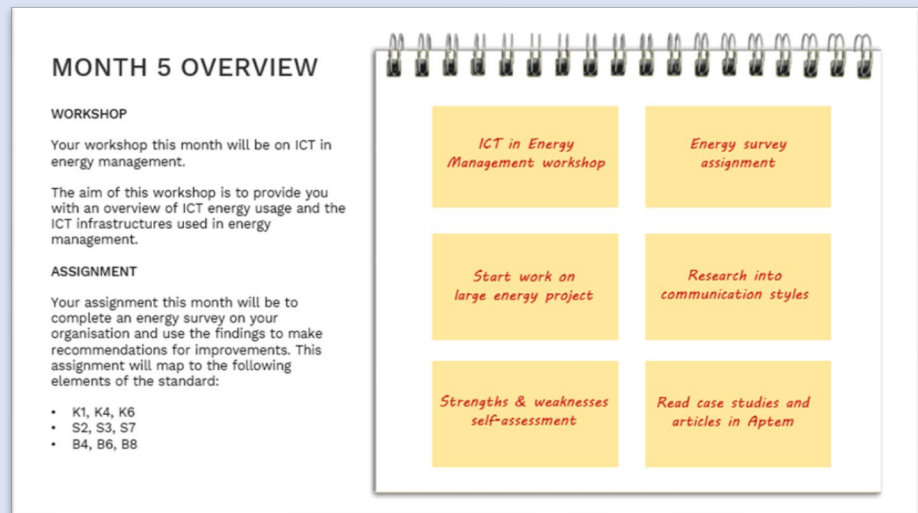 MONTH 5 OVERVIEW
WORKSHOP
Your workshop this month will be on ICT in
energy management.
The aim of this workshop is to provide you
with an overview of ICT energy usage and the
ICT infrastructures used in energy
management.
ASSIGNMENT
Your assignment this month will be to
complete an energy survey on your
organisation and use the findings to make
recommendations for improvements. This
assignment will map to the following
elements of the standard:
• K1, K4, K6
• S2, S3, S7
• B4, B6, B8
ICT in Energy
Management workshop
Energy survey
assignment
Start work on
large energy project
Research into
communication styles
Strengths & weaknesses
self-assessment
Read case studies and
articles in Aptem